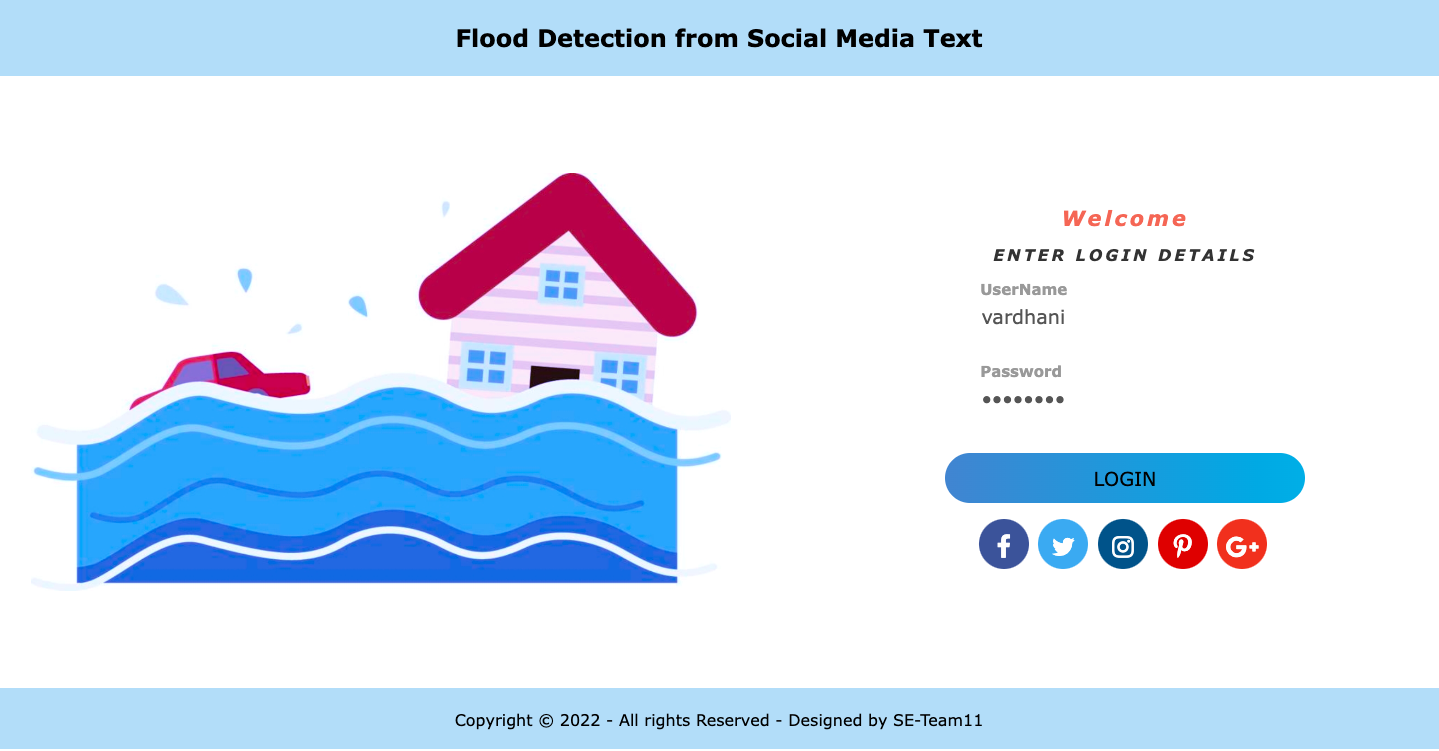 Flood Detection from Social Media Text
Welcome
ENTER LOGIN DETAILS
UserName
vardhani
Password
••••••••
LOGIN
Copyright © 2022 - All rights Reserved - Designed by SE-Team11